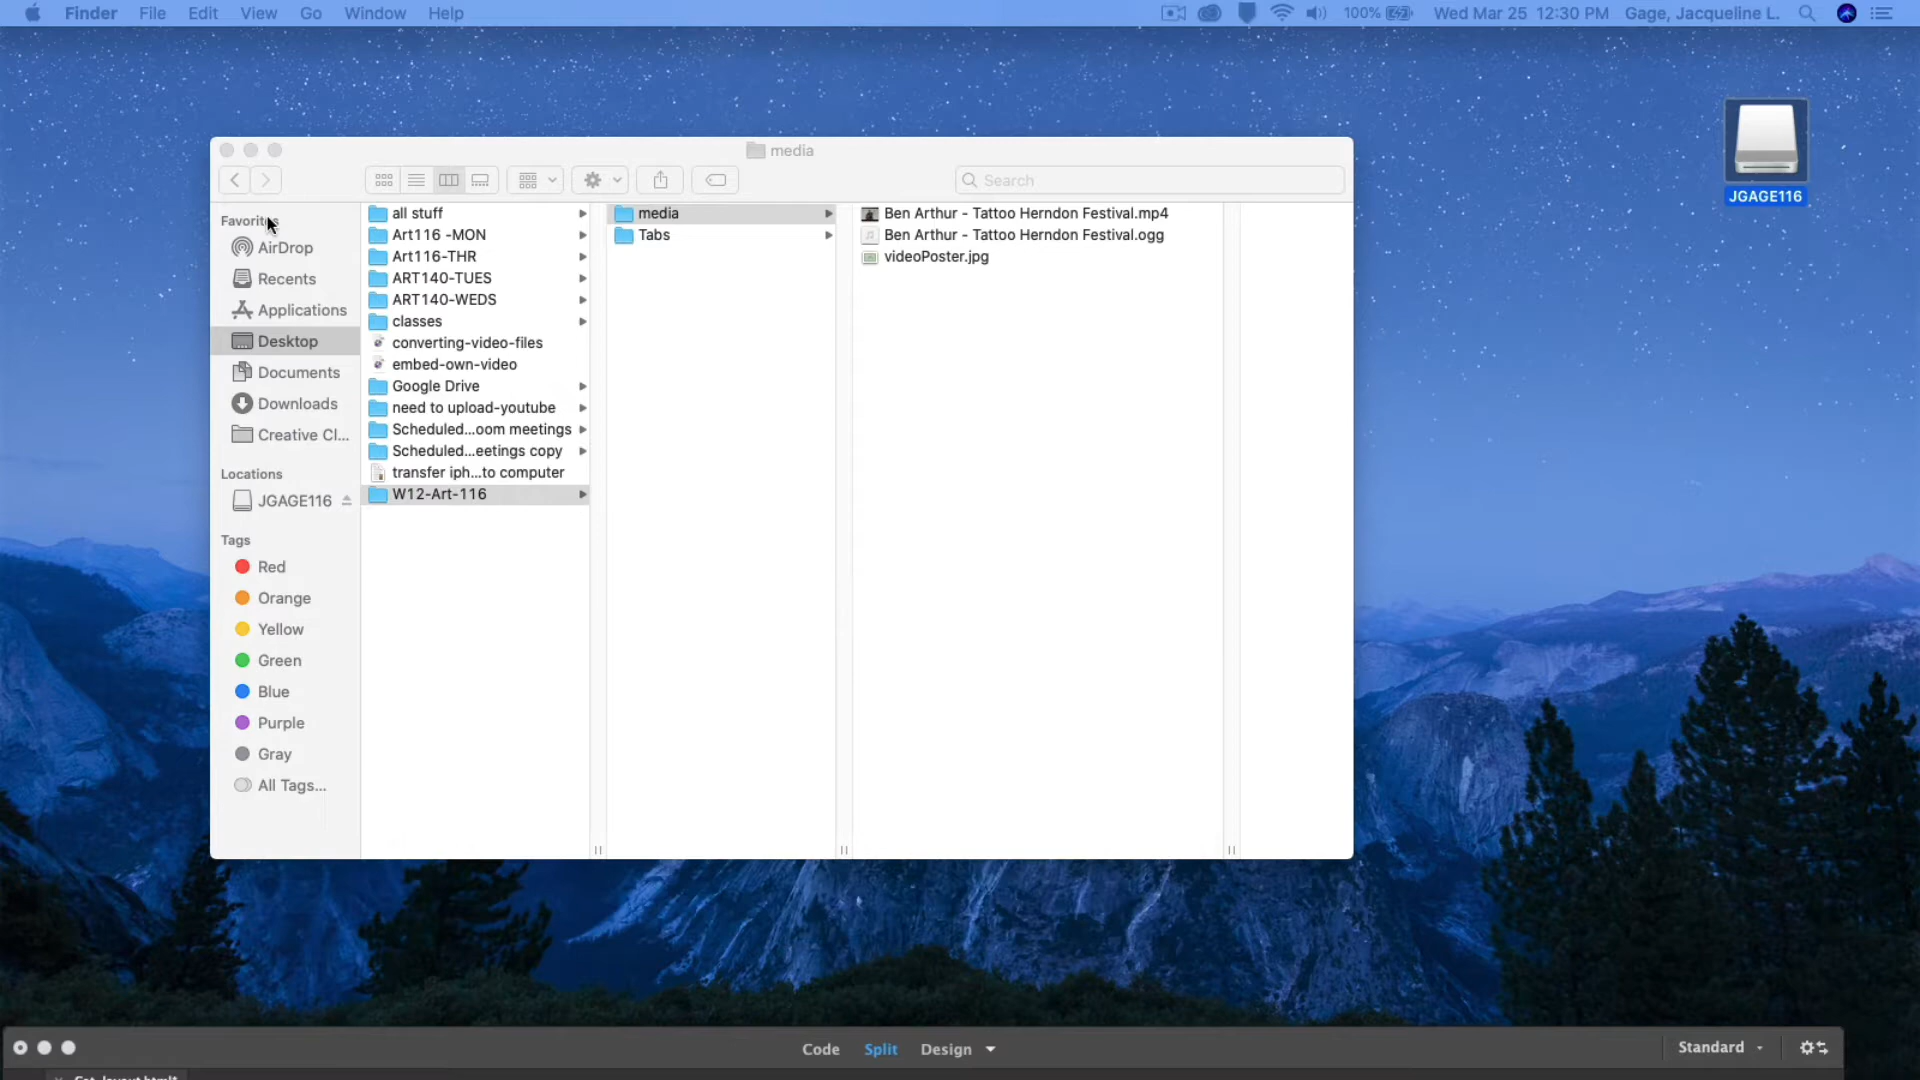 Finder File Edit View Go Window Help 100% Wed Mar 25 12:30 PM Gage, Jacqueline L.
JGAGE116
media
Search
Favorites
AirDrop
Recents
Applications
Desktop
Documents
Downloads
Creative Cl...
Locations
JGAGE116
Tags
Red
Orange
Yellow
Green
Blue
Purple
Gray
All Tags...
all stuff
Art116 -MON
Art116-THR
ART140-TUES
ART140-WEDS
classes
converting-video-files
embed-own-video
Google Drive
need to upload-youtube
Scheduled...oom meetings
Scheduled...eetings copy
transfer iph...to computer
W12-Art-116
media
Tabs
Ben Arthur - Tattoo Herndon Festival.mp4
Ben Arthur - Tattoo Herndon Festival.ogg
videoPoster.jpg
Code Split Design Standard